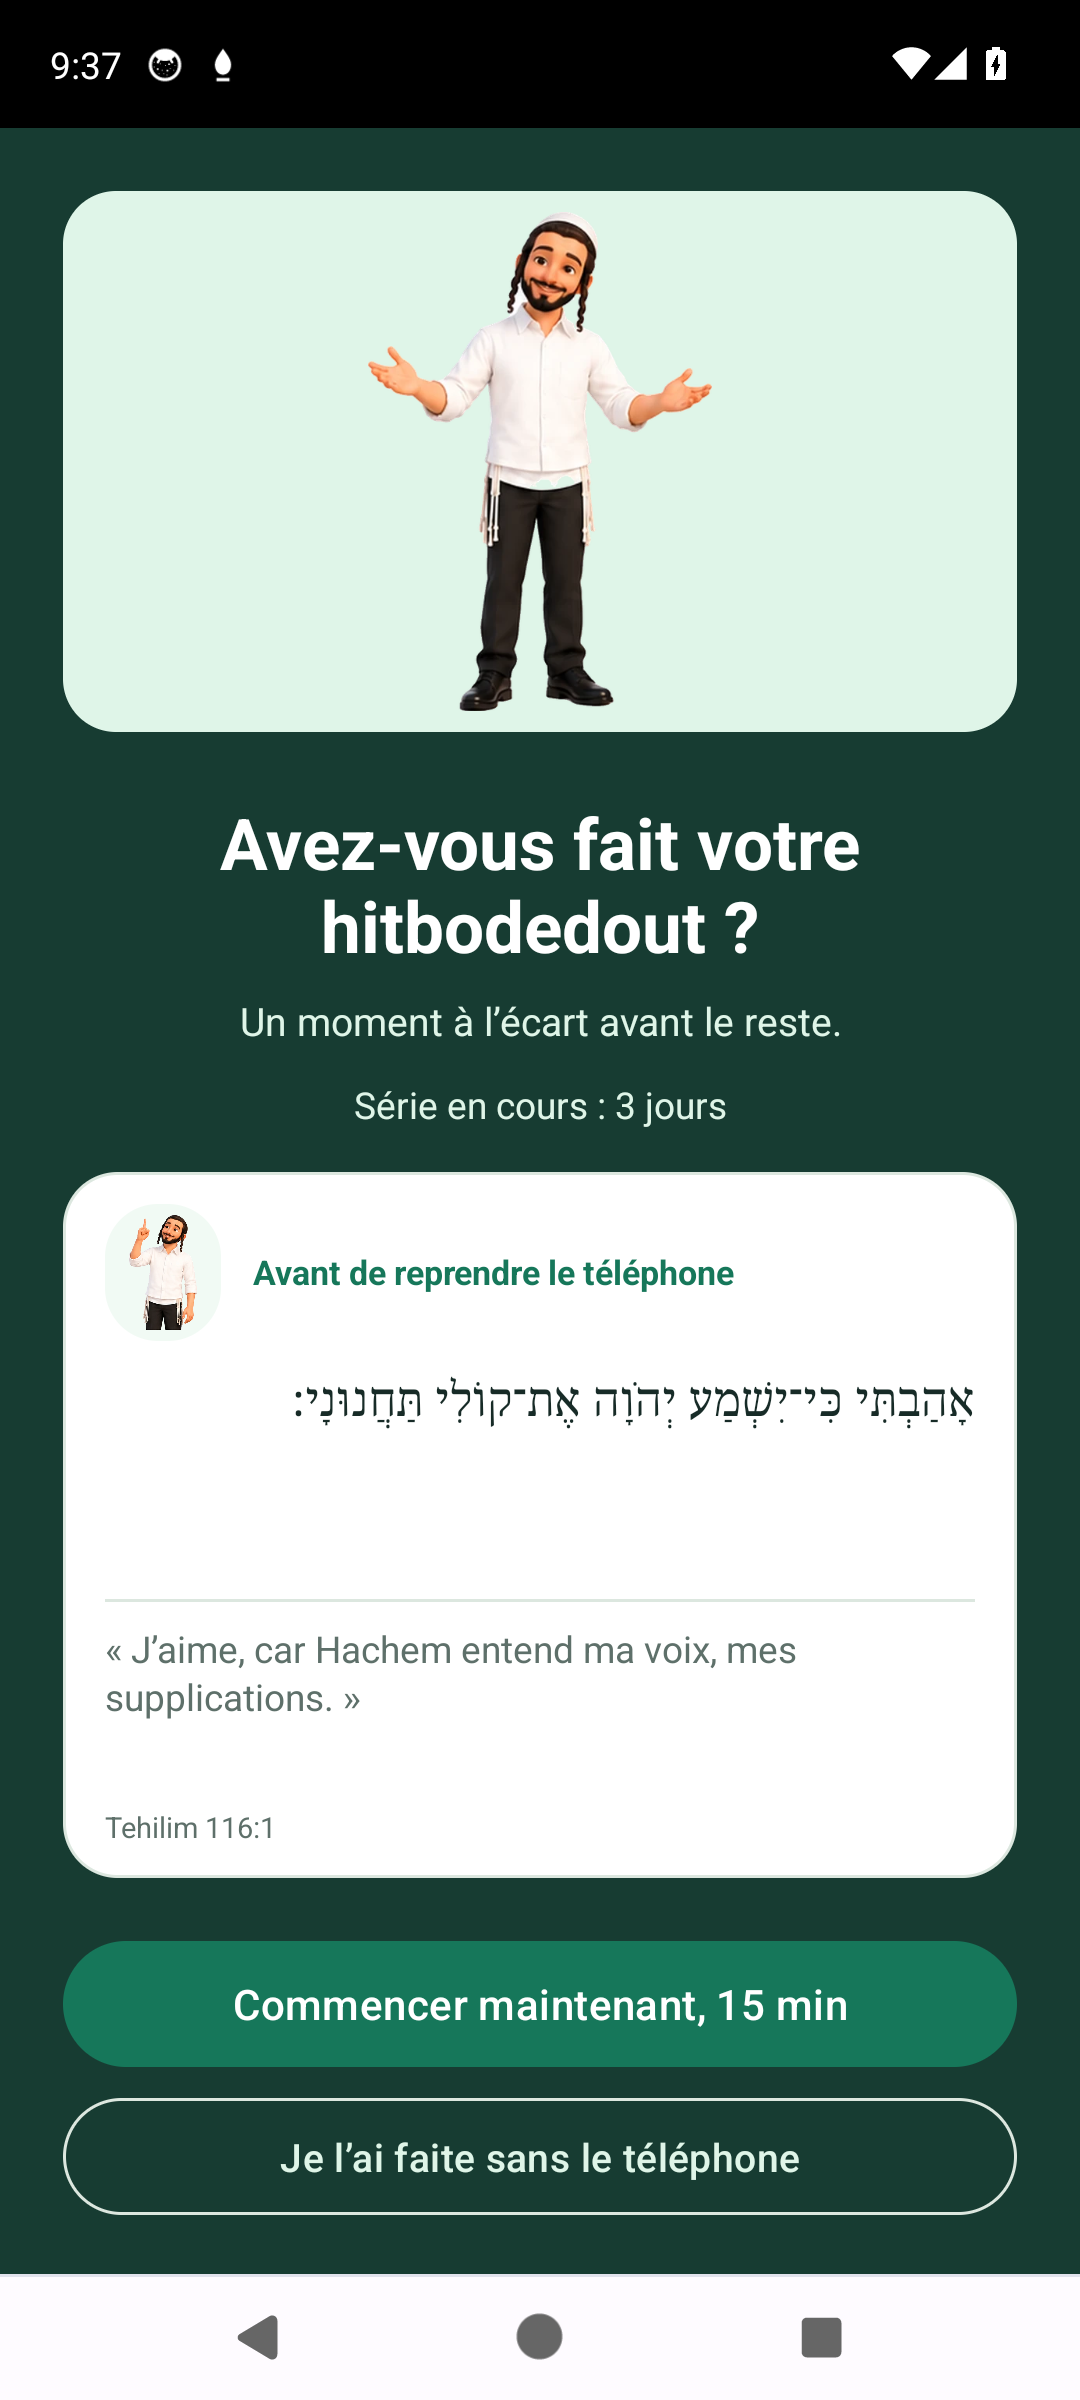 9:37
Avez-vous fait votre
hitbodedout ?
Un moment à l’écart avant le reste.
Série en cours : 3 jours
Avant de reprendre le téléphone
אָהַבְתִּי כִּי־יִשְׁמַע יְהֹוָה אֶת־קוֹלִי תַּחֲנוּנָי׃
« J’aime, car Hachem entend ma voix, mes
supplications. »
Tehilim 116:1
Commencer maintenant, 15 min
Je l’ai faite sans le téléphone